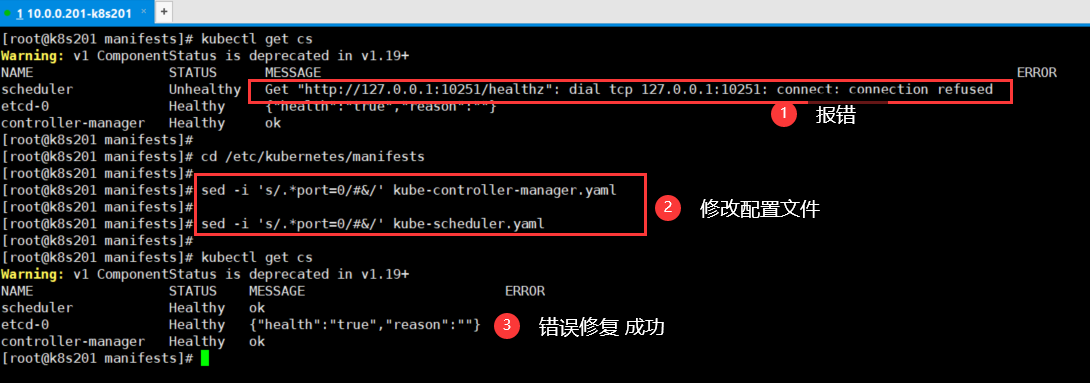 1 10.0.0.201-k8s201 × +
[root@k8s201 manifests]# kubectl get cs
Warning: v1 ComponentStatus is deprecated in v1.19+
NAME STATUS MESSAGE ERROR
scheduler Unhealthy Get "http://127.0.0.1:10251/healthz": dial tcp 127.0.0.1:10251: connect: connection refused
etcd-0 Healthy {"health":"true","reason":""}
controller-manager Healthy ok
1 报错
[root@k8s201 manifests]#
[root@k8s201 manifests]# cd /etc/kubernetes/manifests
[root@k8s201 manifests]#
[root@k8s201 manifests]# sed -i 's/.*port=0/#&/' kube-controller-manager.yaml
[root@k8s201 manifests]#
2 修改配置文件
[root@k8s201 manifests]# sed -i 's/.*port=0/#&/' kube-scheduler.yaml
[root@k8s201 manifests]#
[root@k8s201 manifests]# kubectl get cs
Warning: v1 ComponentStatus is deprecated in v1.19+
NAME STATUS MESSAGE ERROR
scheduler Healthy ok
etcd-0 Healthy {"health":"true","reason":""}
3 错误修复 成功
controller-manager Healthy ok
[root@k8s201 manifests]#